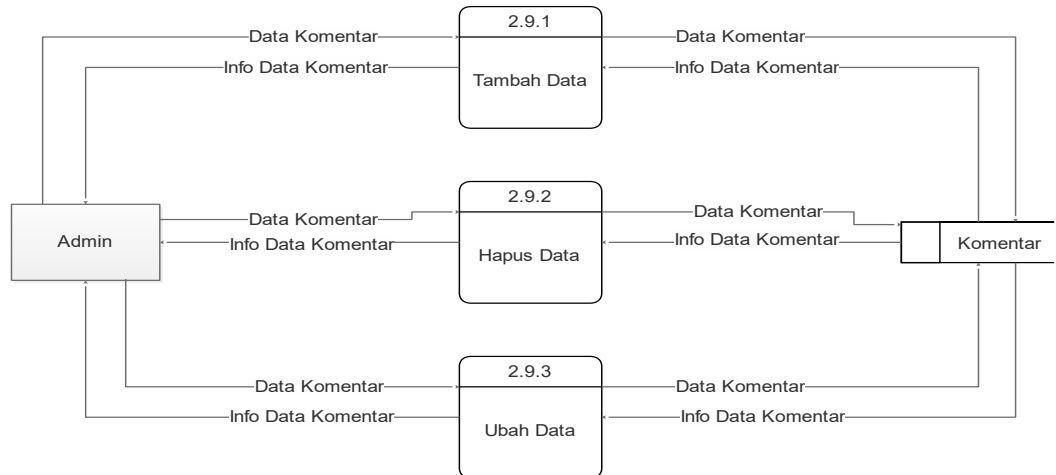 2.9.1
Data Komentar
Data Komentar
Info Data Komentar
Info Data Komentar
Tambah Data
2.9.2
Data Komentar
Data Komentar
Admin
Info Data Komentar
Info Data Komentar
Komentar
Hapus Data
2.9.3
Data Komentar
Data Komentar
Info Data Komentar
Info Data Komentar
Ubah Data